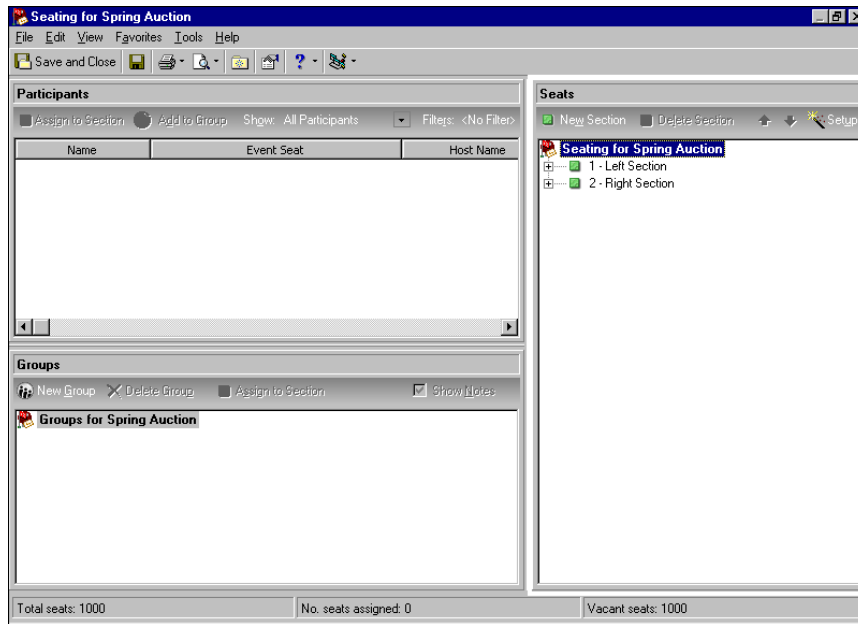 Seating for Spring Auction
File Edit View Favorites Tools Help
Save and Close
Participants
Assign to Section Add to Group Show: All Participants Filters: <No Filter>
Name Event Seat Host Name
Groups
New Group Delete Group Assign to Section Show Notes
Groups for Spring Auction
Seats
New Section Delete Section Setup
Seating for Spring Auction
1 - Left Section
2 - Right Section
Total seats: 1000 No. seats assigned: 0 Vacant seats: 1000